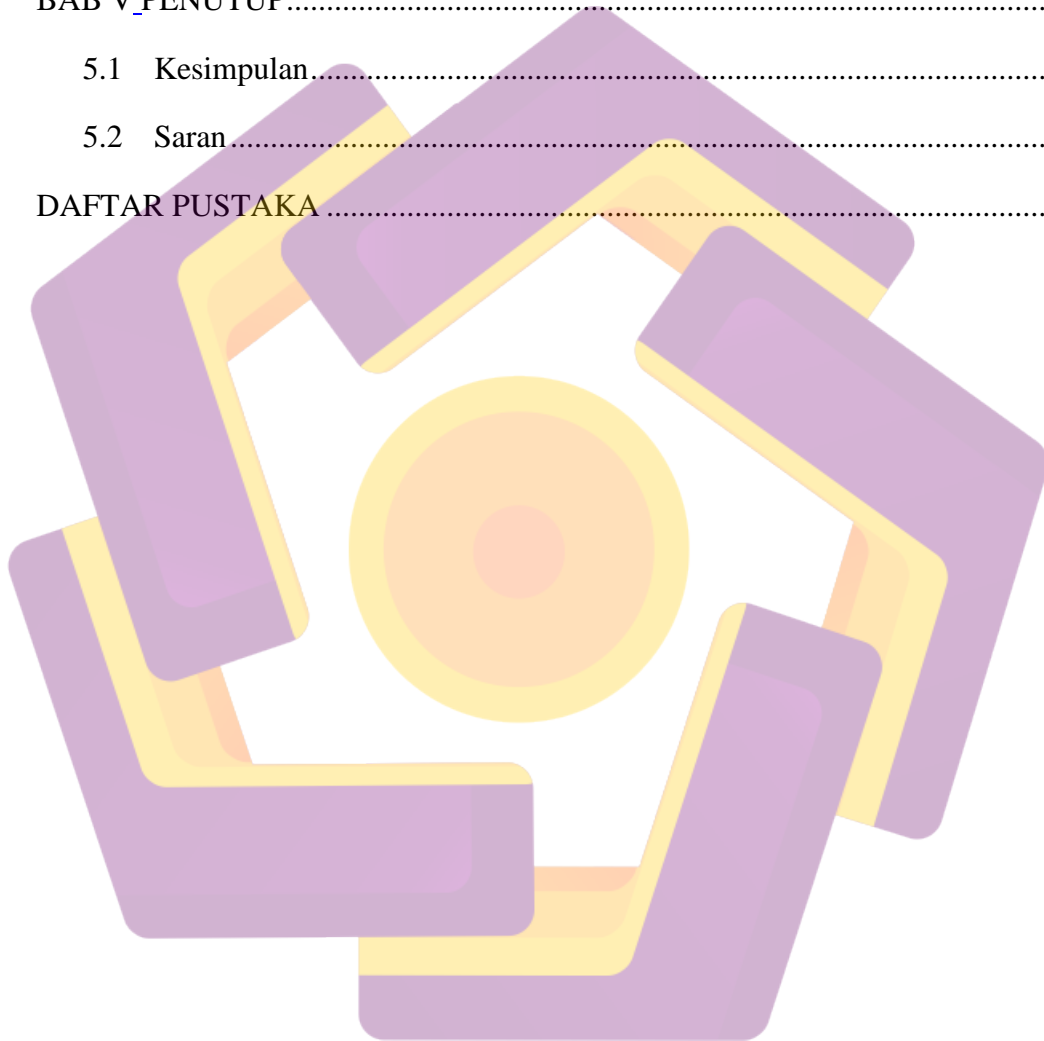 BAB V PENUTUP................................................................................................
5.1 Kesimpulan...........................................................................................
5.2 Saran.....................................................................................................
DAFTAR PUSTAKA..........................................................................................